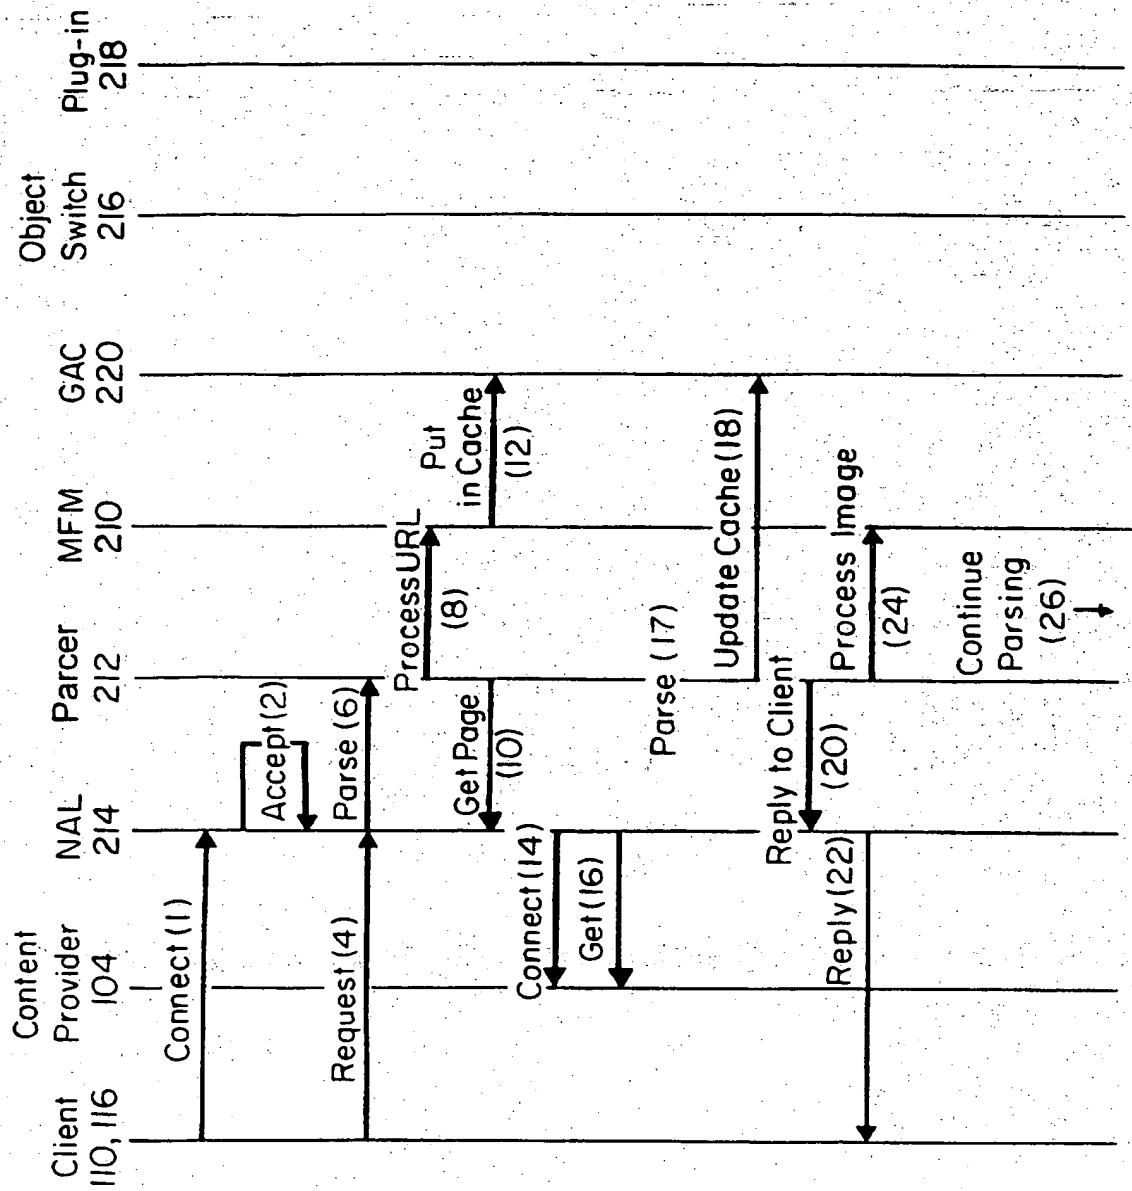 Client
110, 116
Content
Provider
104
NAL
214
Parcer
212
MFM
210
GAC
220
Object
Switch
216
Plug-in
218
Connect (1)
Accept (2)
Request (4)
Parse (6)
Process URL
(8)
Get Page
(10)
Put
in Cache
(12)
Connect (14)
Get (16)
Parse (17)
Update Cache (18)
Reply to Client
(20)
Reply (22)
Process Image
(24)
Continue
Parsing
(26)